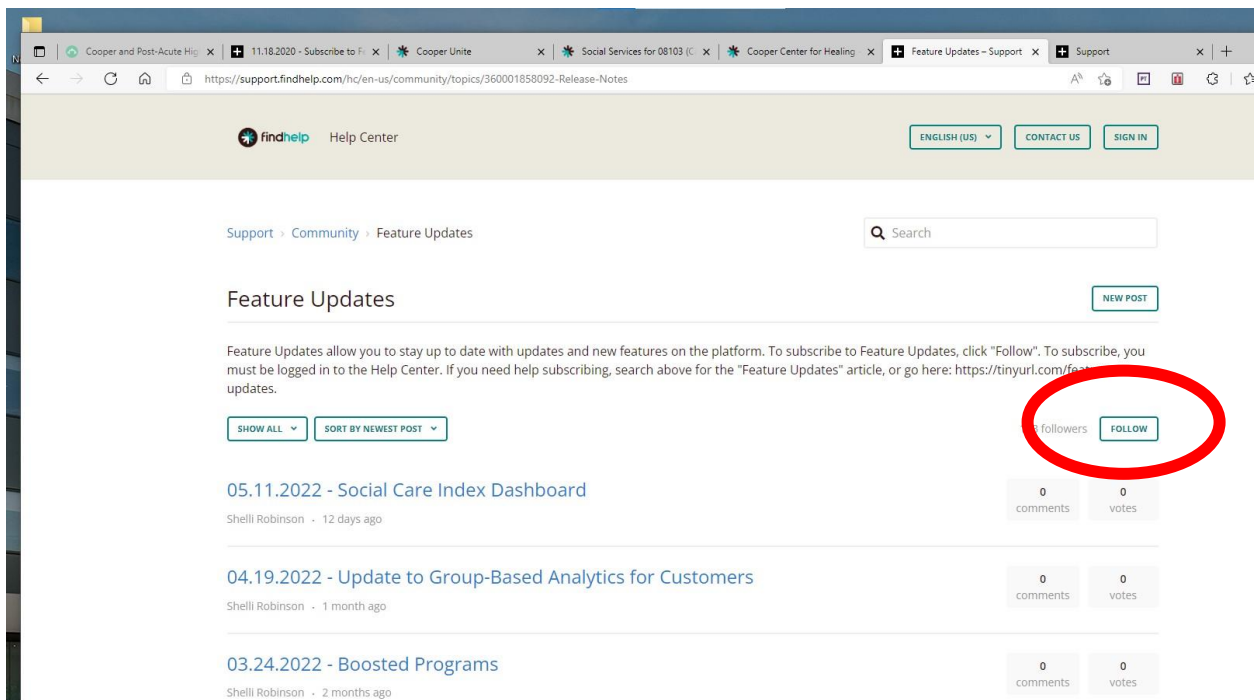 Cooper and Post-Acute Hig
11.18.2020 - Subscribe to Fe
Cooper Unite
Social Services for 08103 (C
Cooper Center for Healing
Feature Updates – Support
Support
https://support.findhelp.com/hc/en-us/community/topics/360001858092-Release-Notes
findhelp Help Center
ENGLISH (US) CONTACT US SIGN IN
Support › Community › Feature Updates
Search
Feature Updates
NEW POST
Feature Updates allow you to stay up to date with updates and new features on the platform. To subscribe to Feature Updates, click "Follow". To subscribe, you
must be logged in to the Help Center. If you need help subscribing, search above for the "Feature Updates" article, or go here: https://tinyurl.com/feat
updates.
SHOW ALL SORT BY NEWEST POST followers FOLLOW
05.11.2022 - Social Care Index Dashboard
Shelli Robinson · 12 days ago
0 comments
0 votes
04.19.2022 - Update to Group-Based Analytics for Customers
Shelli Robinson · 1 month ago
0 comments
0 votes
03.24.2022 - Boosted Programs
Shelli Robinson · 2 months ago
0 comments
0 votes